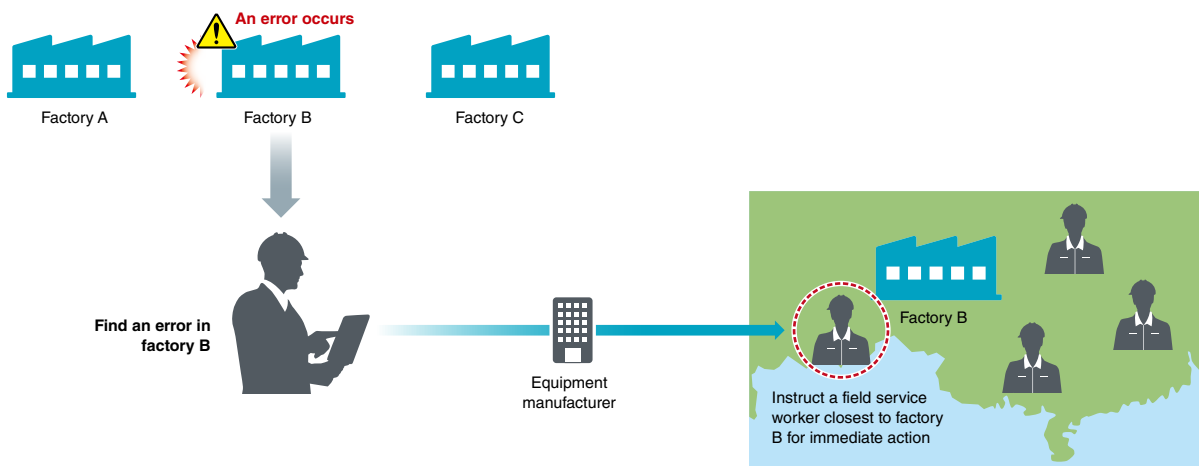 An error occurs
Factory A
Factory B
Factory C
Find an error in
factory B
Equipment
manufacturer
Factory B
Instruct a field service
worker closest to factory
B for immediate action